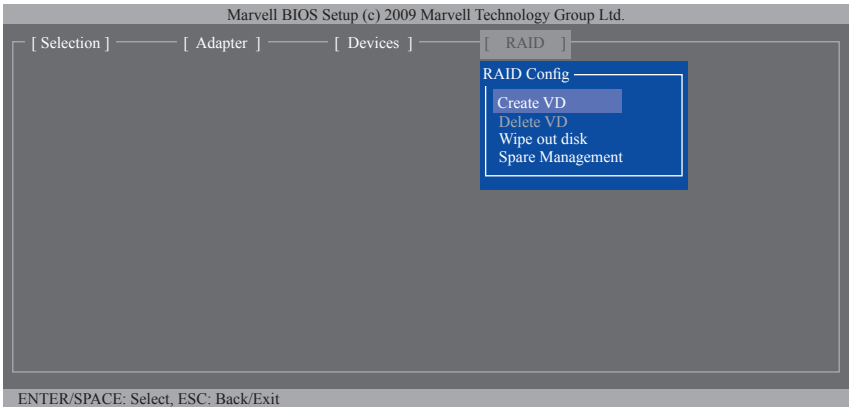 Marvell BIOS Setup (c) 2009 Marvell Technology Group Ltd.
[ Selection ] [ Adapter ] [ Devices ] [ RAID ]
RAID Config
Create VD
Delete VD
Wipe out disk
Spare Management
ENTER/SPACE: Select, ESC: Back/Exit